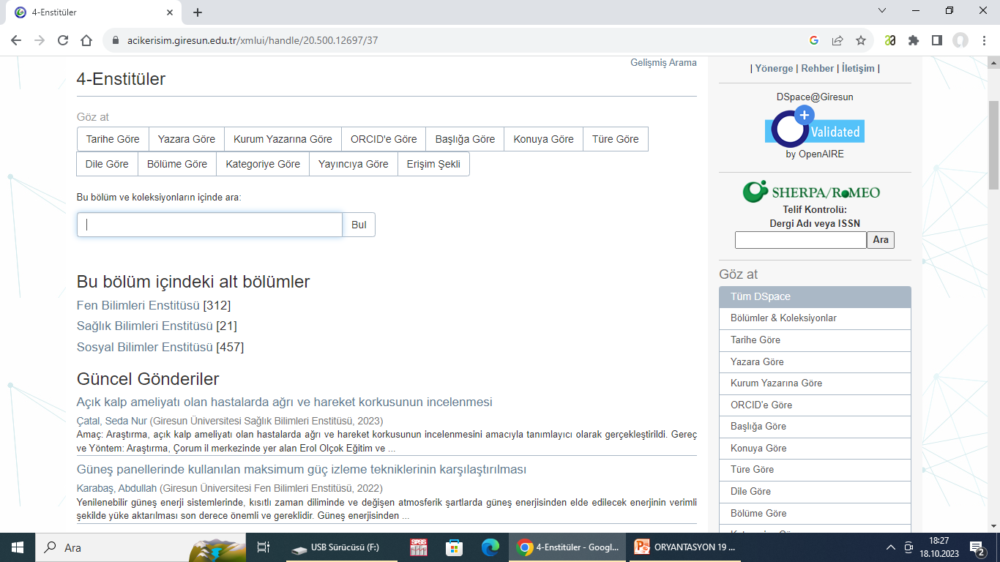 4-Enstitüler
acikerisim.giresun.edu.tr/xmlui/handle/20.500.12697/37
Gelişmiş Arama
4-Enstitüler
Göz at
Tarihe Göre Yazara Göre Kurum Yazarına Göre ORCID'e Göre Başlığa Göre Konuya Göre Türe Göre
Dile Göre Bölüme Göre Kategoriye Göre Yayıncıya Göre Erişim Şekli
Bu bölüm ve koleksiyonların içinde ara:
Bul
Bu bölüm içindeki alt bölümler
Fen Bilimleri Enstitüsü [312]
Sağlık Bilimleri Enstitüsü [21]
Sosyal Bilimler Enstitüsü [457]
Güncel Gönderiler
Açık kalp ameliyatı olan hastalarda ağrı ve hareket korkusunun incelenmesi
Çatal, Seda Nur (Giresun Üniversitesi Sağlık Bilimleri Enstitüsü, 2023)
Amaç: Araştırma, açık kalp ameliyatı olan hastalarda ağrı ve hareket korkusunun incelenmesini amacıyla tanımlayıcı olarak gerçekleştirildi. Gereç
ve Yöntem: Araştırma, Çorum il merkezinde yer alan Erol Olçok Eğitim ve ...
Güneş panellerinde kullanılan maksimum güç izleme tekniklerinin karşılaştırılması
Karabaş, Abdullah (Giresun Üniversitesi Fen Bilimleri Enstitüsü, 2022)
Yenilenebilir güneş enerji sistemlerinde, kısıtlı zaman diliminde ve değişen atmosferik şartlarda güneş enerjisinden elde edilecek enerjinin verimli
şekilde yüke aktarılması son derece önemli ve gereklidir. Güneş enerjisinden ...
| Yönerge | Rehber | İletişim |
DSpace@Giresun
Validated
by OpenAIRE
SHERPA/RoMEO
Telif Kontrolü:
Dergi Adı veya ISSN
Ara
Göz at
Tüm DSpace
Bölümler & Koleksiyonlar
Tarihe Göre
Yazara Göre
Kurum Yazarına Göre
ORCID'e Göre
Başlığa Göre
Konuya Göre
Türe Göre
Dile Göre
Bölüme Göre
Ara
USB Sürücüsü (F:)
SPSS
4-Enstitüler - Googl...
ORYANTASYON 19 ...
18:27
18.10.2023
2